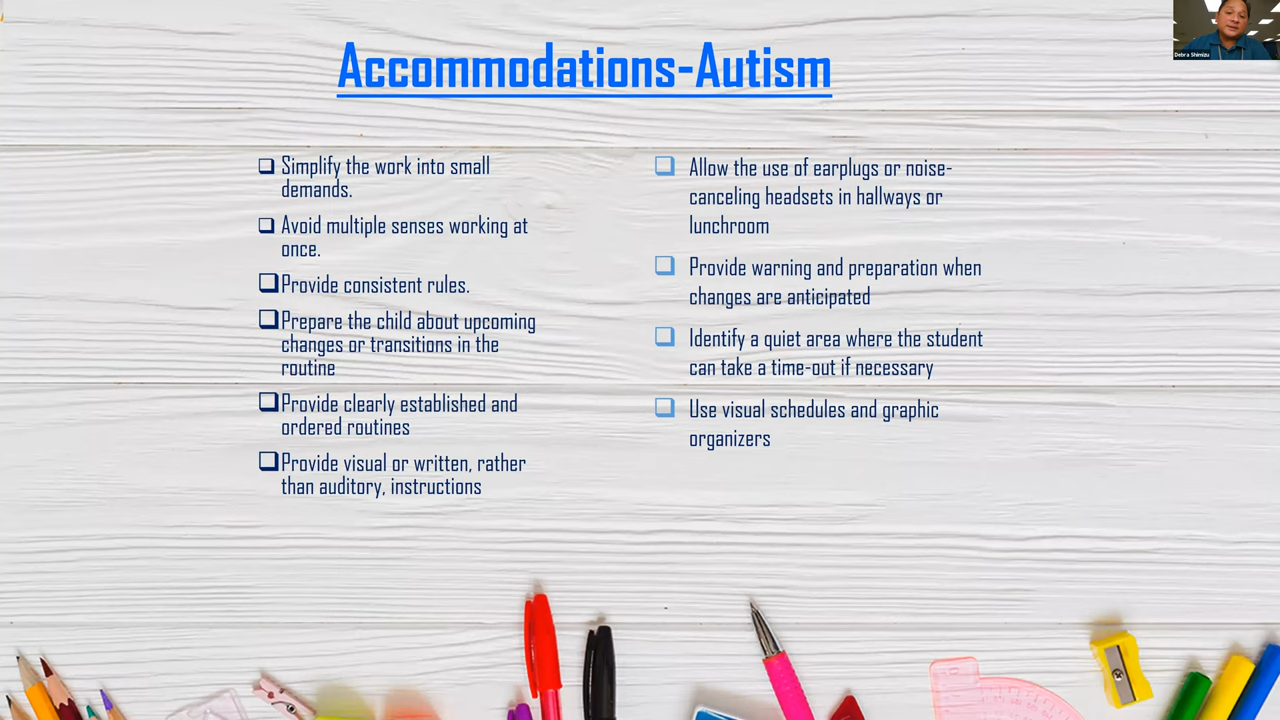 Accommodations-Autism
Simplify the work into small
demands.
Avoid multiple senses working at
once.
Provide consistent rules.
Prepare the child about upcoming
changes or transitions in the
routine
Provide clearly established and
ordered routines
Provide visual or written, rather
than auditory, instructions
Allow the use of earplugs or noise-
canceling headsets in hallways or
lunchroom
Provide warning and preparation when
changes are anticipated
Identify a quiet area where the student
can take a time-out if necessary
Use visual schedules and graphic
organizers
Debra Shimizu